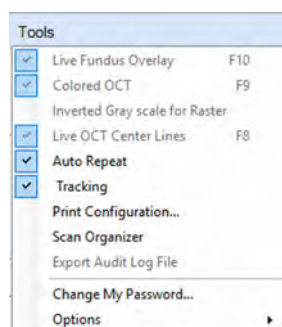 Tools
Live Fundus Overlay F10
Colored OCT F9
Inverted Gray scale for Raster
Live OCT Center Lines F8
Auto Repeat
Tracking
Print Configuration...
Scan Organizer
Export Audit Log File
Change My Password...
Options